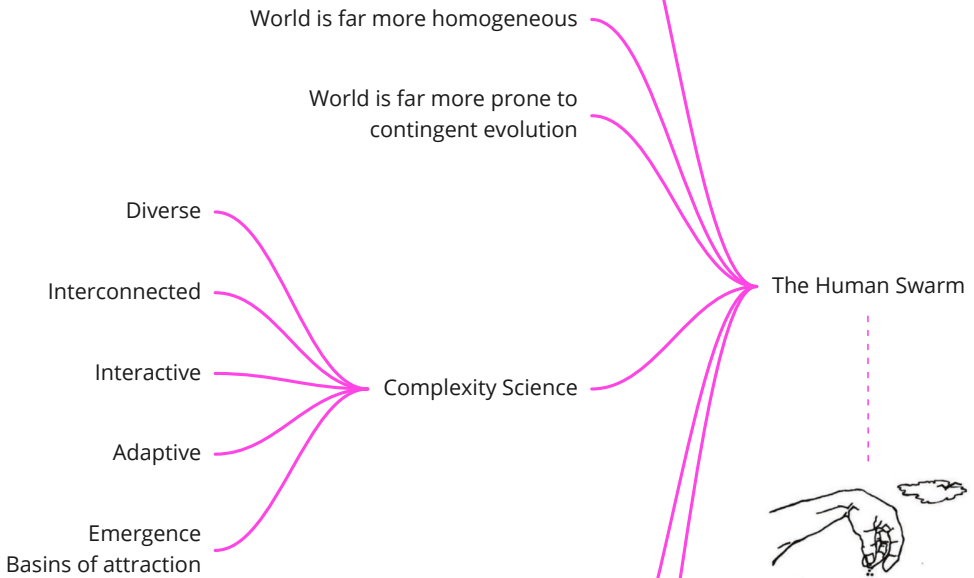 World is far more homogeneous
World is far more prone to
contingent evolution
Diverse
Interconnected
Interactive
Adaptive
Emergence
Basins of attraction
Complexity Science
The Human Swarm